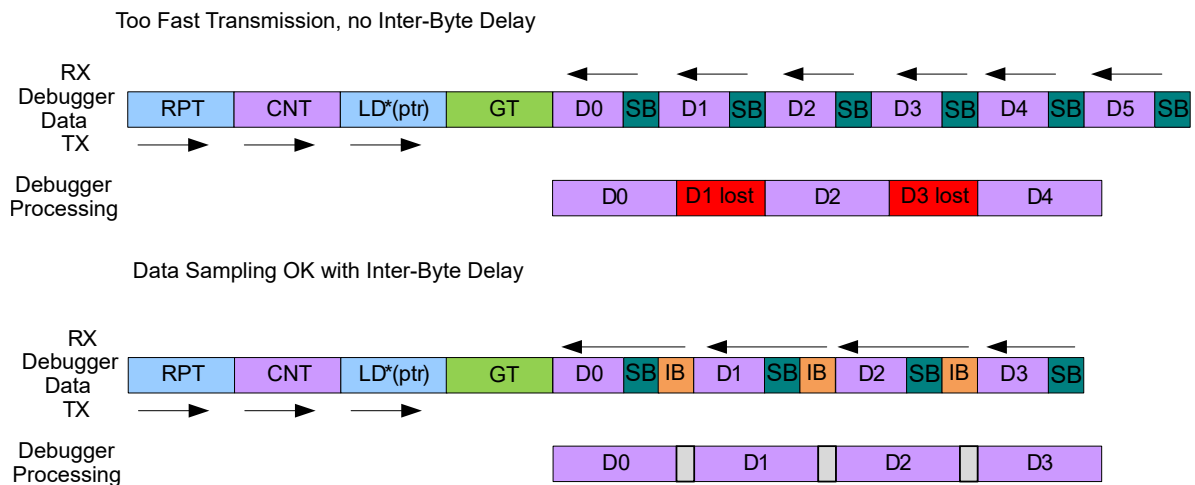 Too Fast Transmission, no Inter-Byte Delay
RX
Debugger
Data
TX
RPT CNT LD*(ptr) GT D0 SB D1 SB D2 SB D3 SB D4 SB D5 SB
Debugger
Processing
D0 D1 lost D2 D3 lost D4
Data Sampling OK with Inter-Byte Delay
RX
Debugger
Data
TX
RPT CNT LD*(ptr) GT D0 SB IB D1 SB IB D2 SB IB D3 SB
Debugger
Processing
D0 D1 D2 D3